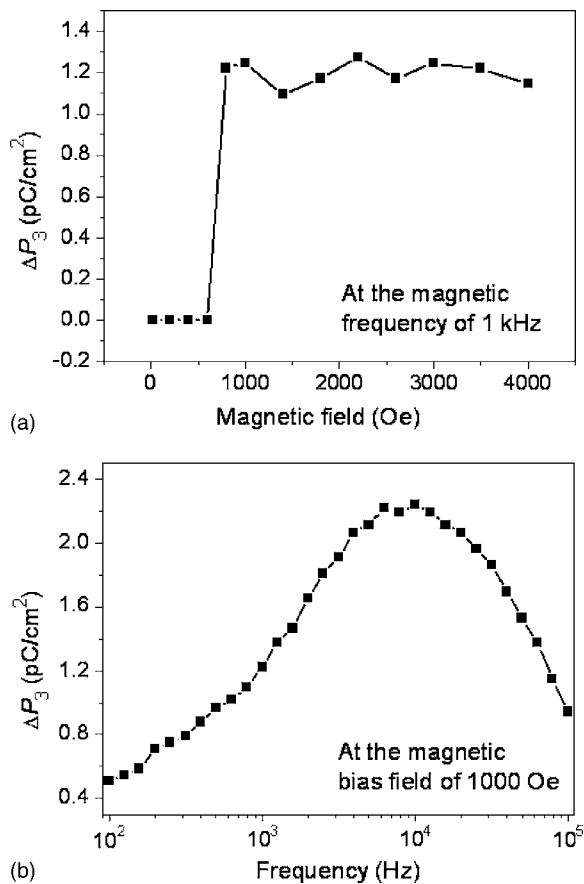 1.4
1.2
1.0
0.8
0.6
0.4
0.2
0.0
-0.2
ΔP₃ (pC/cm²)
At the magnetic
frequency of 1 kHz
0 1000 2000 3000 4000
Magnetic field (Oe)
(a)
2.4
2.0
1.6
1.2
0.8
0.4
ΔP₃ (pC/cm²)
At the magnetic
bias field of 1000 Oe
10² 10³ 10⁴ 10⁵
Frequency (Hz)
(b)